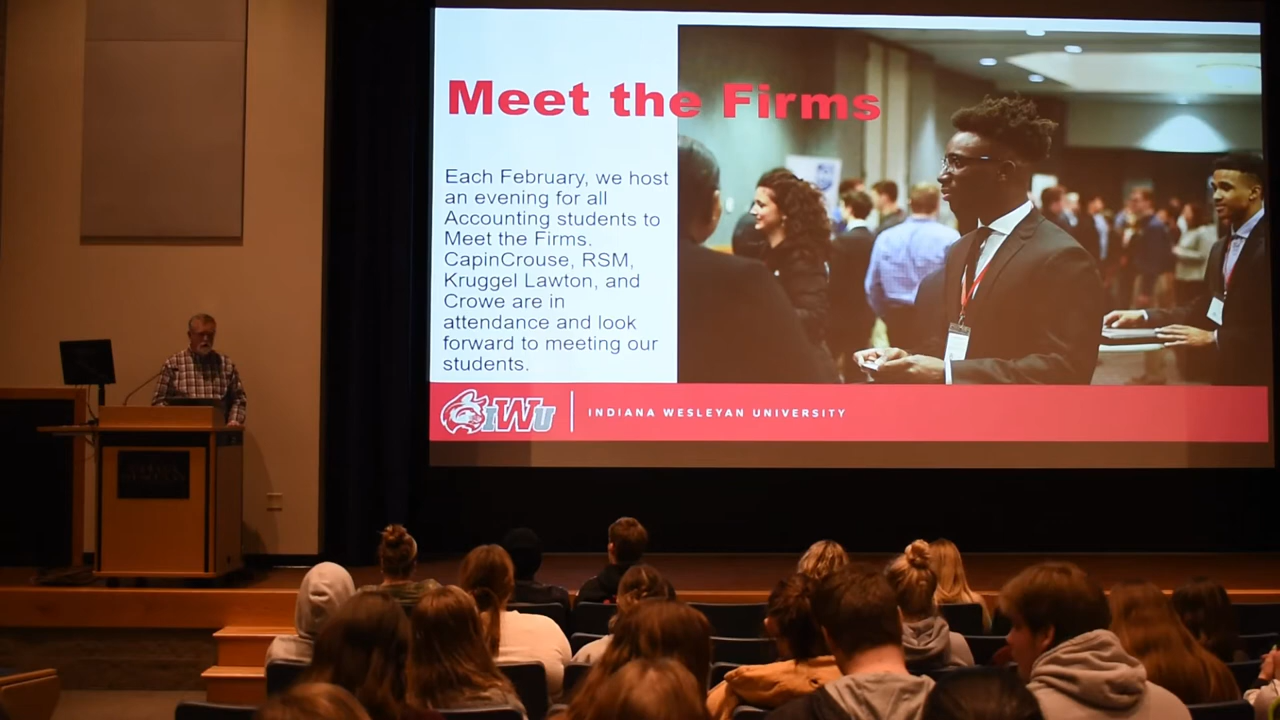 Meet the Firms
Each February, we host
an evening for all
Accounting students to
Meet the Firms.
CapinCrouse, RSM,
Kruggel Lawton, and
Crowe are in
attendance and look
forward to meeting our
students.
IWU
INDIANA WESLEYAN UNIVERSITY